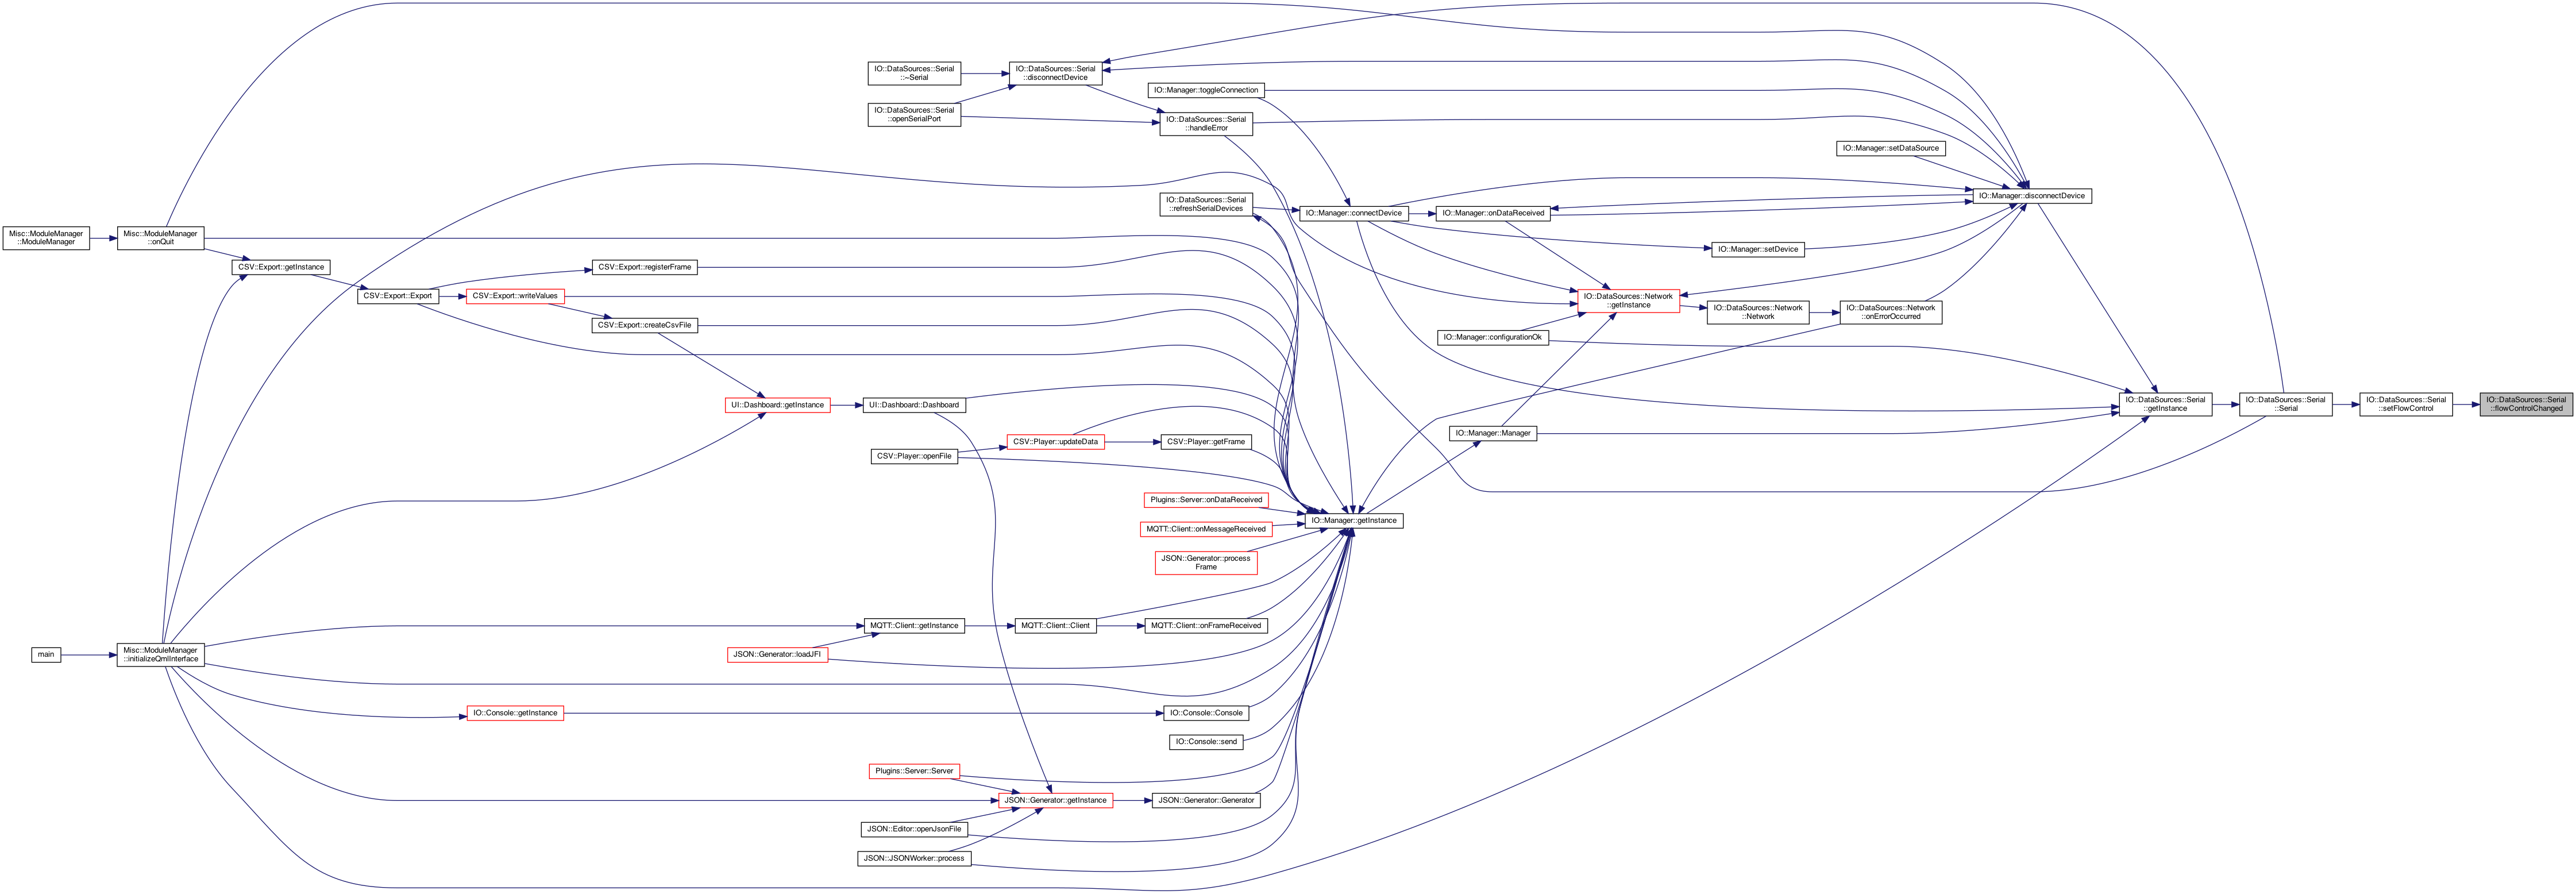 IO::DataSources::Serial
::~Serial
IO::DataSources::Serial
::disconnectDevice
IO::Manager::toggleConnection
IO::DataSources::Serial
::openSerialPort
IO::DataSources::Serial
::handleError
IO::Manager::setDataSource
IO::Manager::disconnectDevice
IO::DataSources::Serial
::refreshSerialDevices
IO::Manager::connectDevice
IO::Manager::onDataReceived
Misc::ModuleManager
::ModuleManager
Misc::ModuleManager
::onQuit
IO::Manager::setDevice
CSV::Export::getInstance
CSV::Export::registerFrame
CSV::Export::Export
CSV::Export::writeValues
IO::DataSources::Network
::getInstance
IO::DataSources::Network
::Network
IO::DataSources::Network
::onErrorOccurred
CSV::Export::createCsvFile
IO::Manager::configurationOk
UI::Dashboard::getInstance
UI::Dashboard::Dashboard
IO::DataSources::Serial
::getInstance
IO::DataSources::Serial
::Serial
IO::DataSources::Serial
::setFlowControl
IO::DataSources::Serial
::flowControlChanged
IO::Manager::Manager
CSV::Player::updateData
CSV::Player::getFrame
CSV::Player::openFile
Plugins::Server::onDataReceived
IO::Manager::getInstance
MQTT::Client::onMessageReceived
JSON::Generator::process
Frame
MQTT::Client::getInstance
MQTT::Client::Client
MQTT::Client::onFrameReceived
main
Misc::ModuleManager
::initializeQmlInterface
JSON::Generator::loadJFI
IO::Console::getInstance
IO::Console::Console
IO::Console::send
Plugins::Server::Server
JSON::Generator::getInstance
JSON::Generator::Generator
JSON::Editor::openJsonFile
JSON::JSONWorker::process